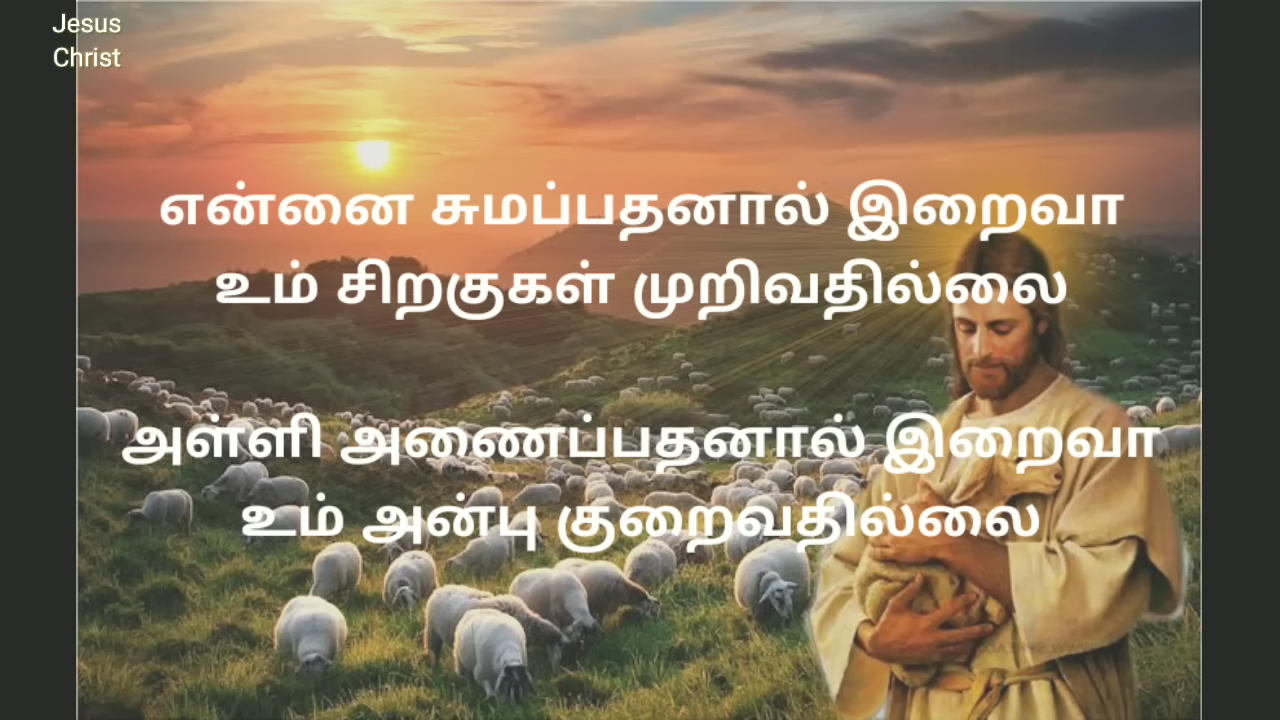 Jesus
Christ
என்னை சுமப்பதனால் இறைவா
உம் சிறகுகள் முறிவதில்லை
அள்ளி அணைப்பதனால் இறைவா
உம் அன்பு குறைவதில்லை